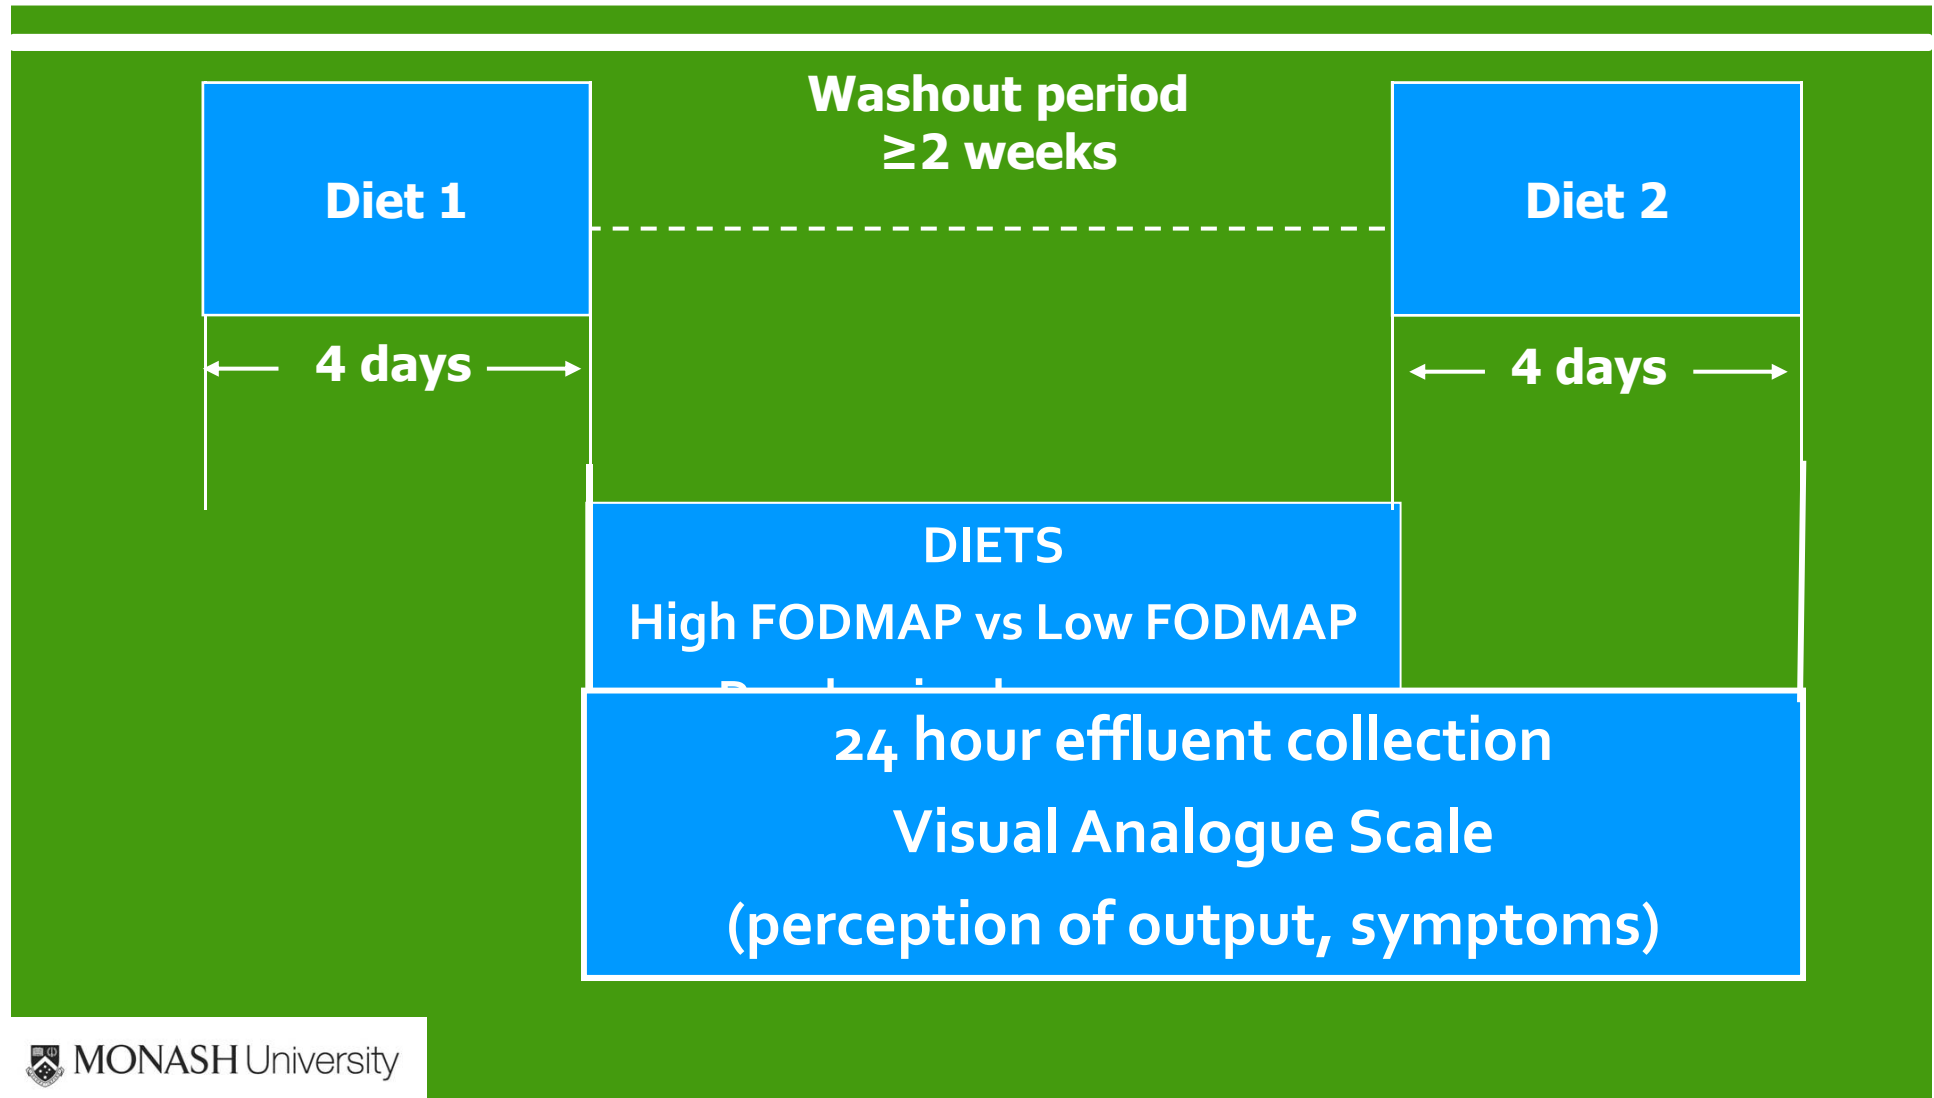 Washout period
≥2 weeks
Diet 1
Diet 2
4 days
4 days
DIETS
High FODMAP vs Low FODMAP
24 hour effluent collection
Visual Analogue Scale
(perception of output, symptoms)
MONASH University